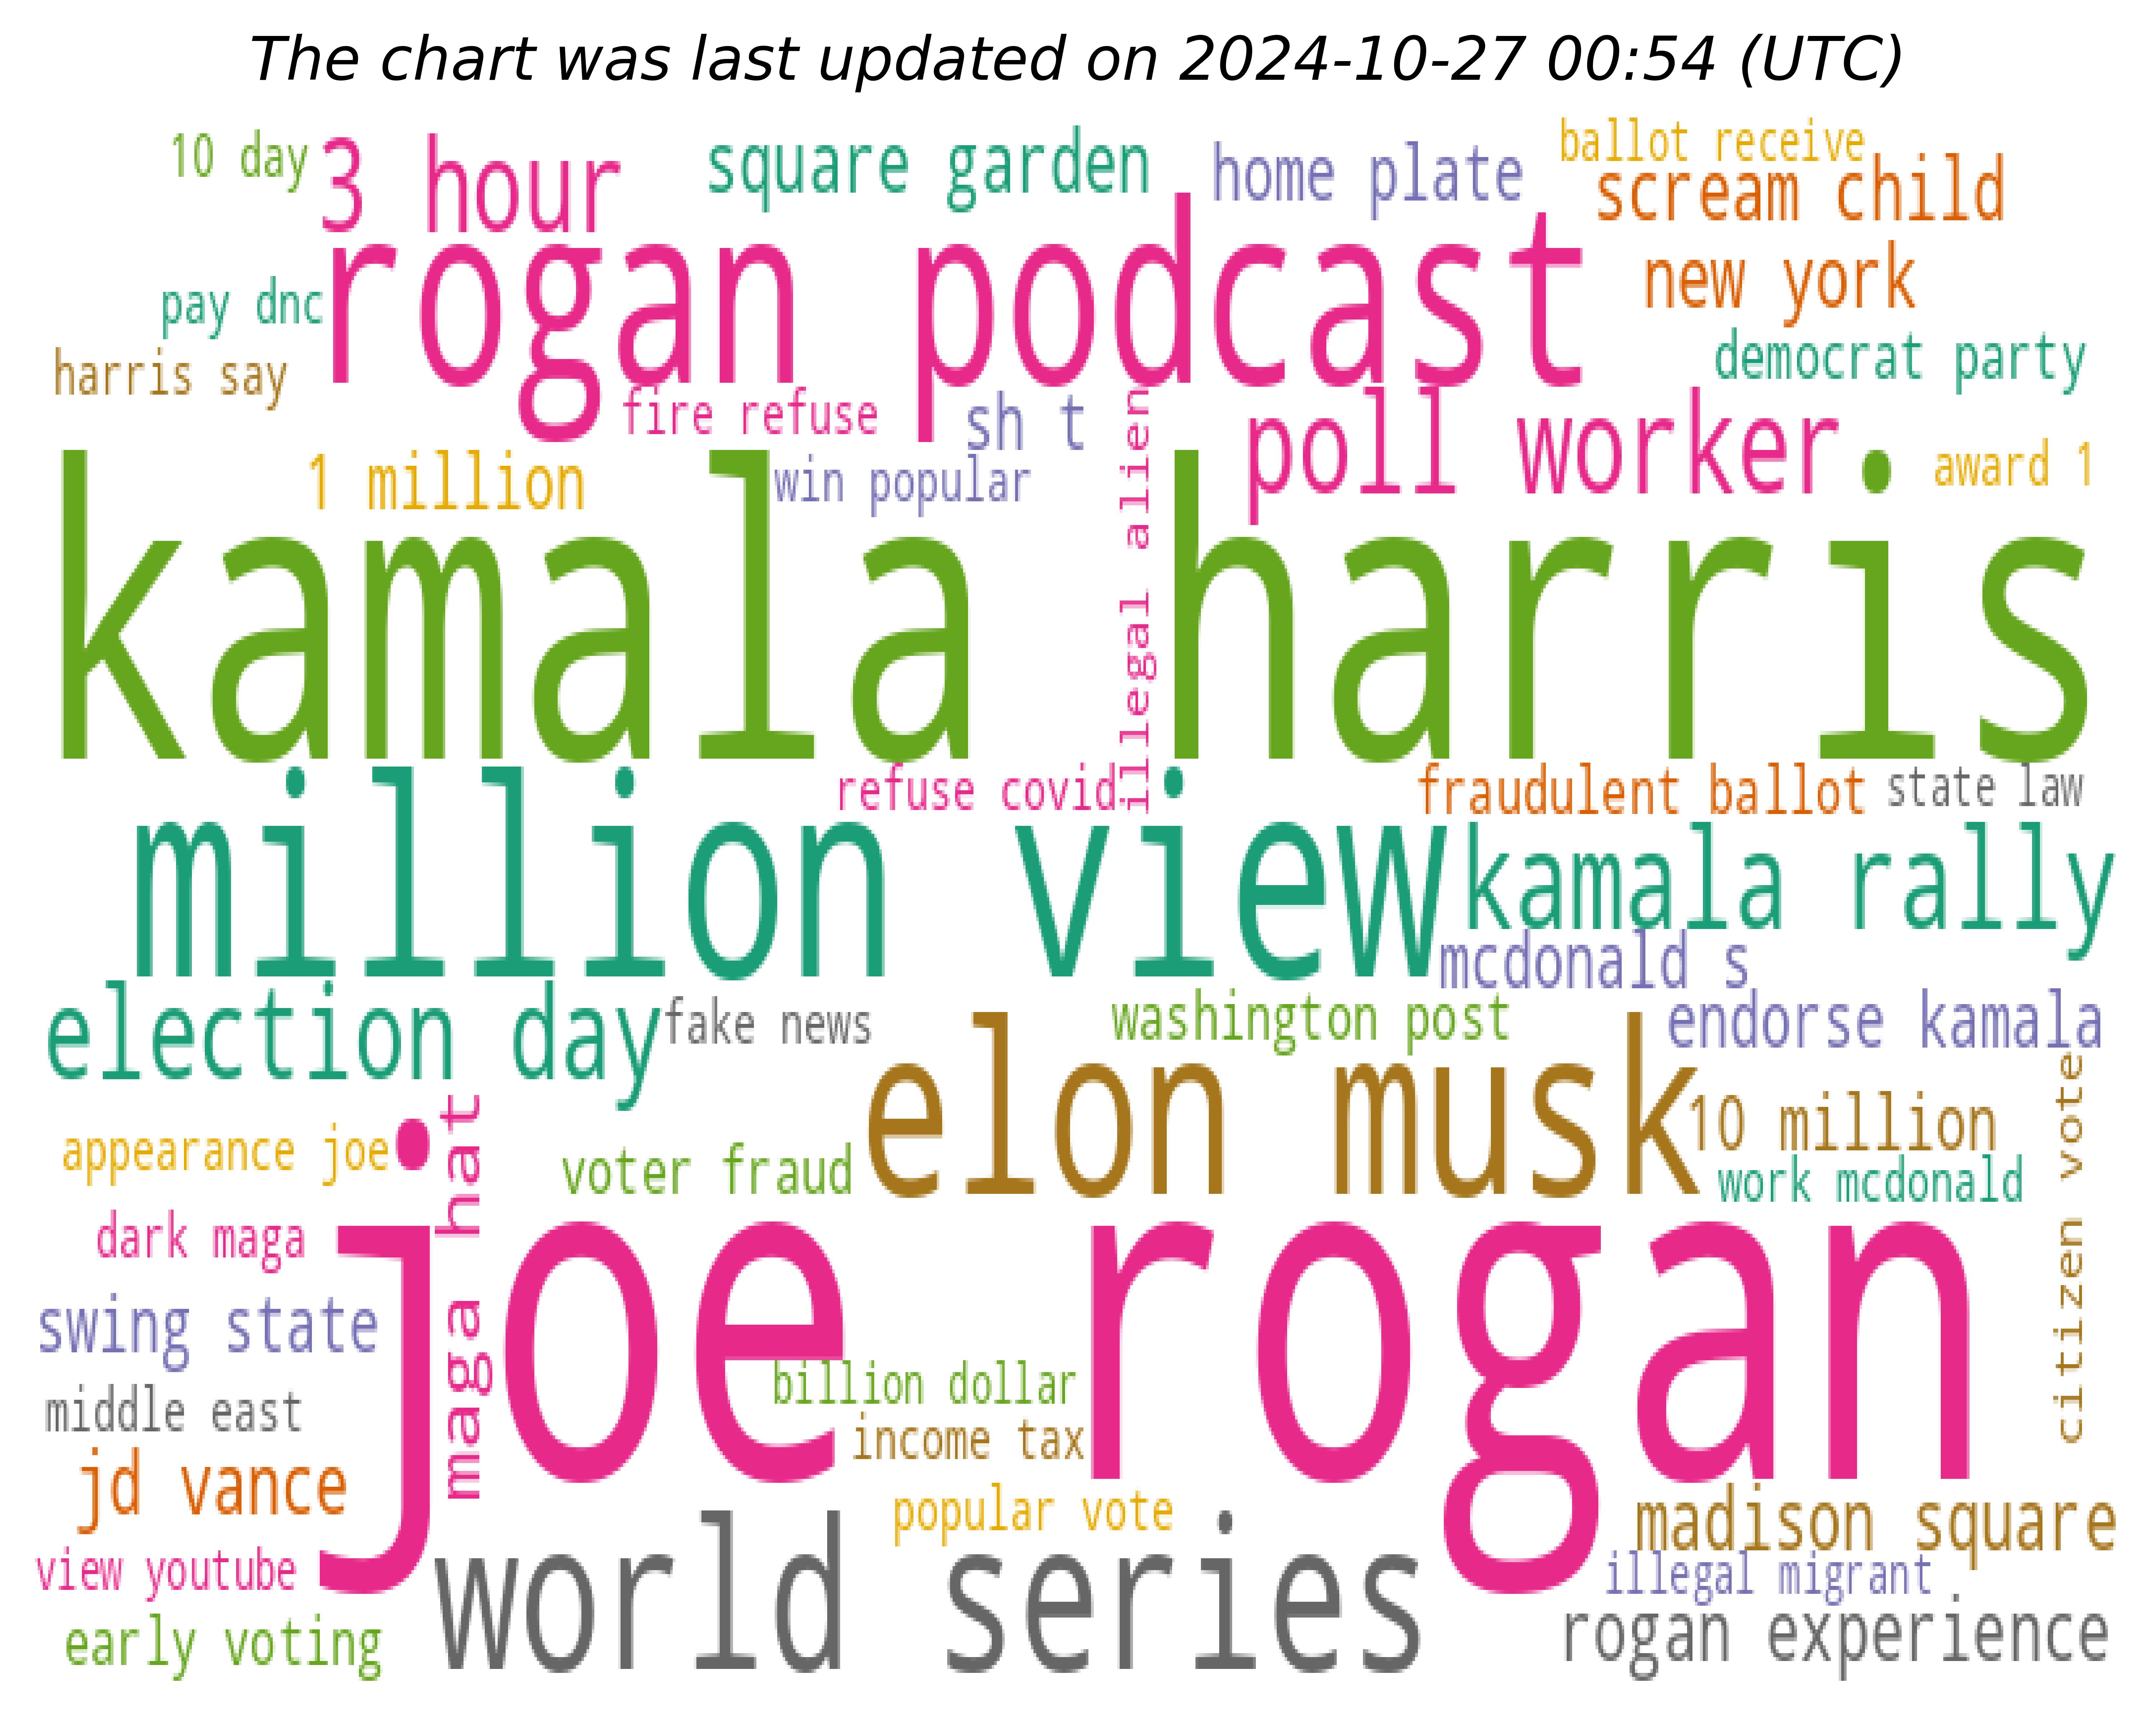 The chart was last updated on 2024-10-27 00:54 (UTC)
10 day
3 hour
square garden
home plate
ballot receive
scream child
rogan podcast
new york
pay dnc
democrat party
harris say
fire refuse
sh t
illegal alien
poll worker
award 1
1 million
win popular
kamala harris
refuse covid
fraudulent ballot
state law
million view
kamala rally
mcdonald s
election day
fake news
washington post
endorse kamala
elon musk
10 million
citizen vote
appearance joe
maga hat
voter fraud
work mcdonald
dark maga
joe rogan
swing state
billion dollar
middle east
income tax
jd vance
popular vote
madison square
world series
view youtube
illegal migrant
early voting
rogan experience